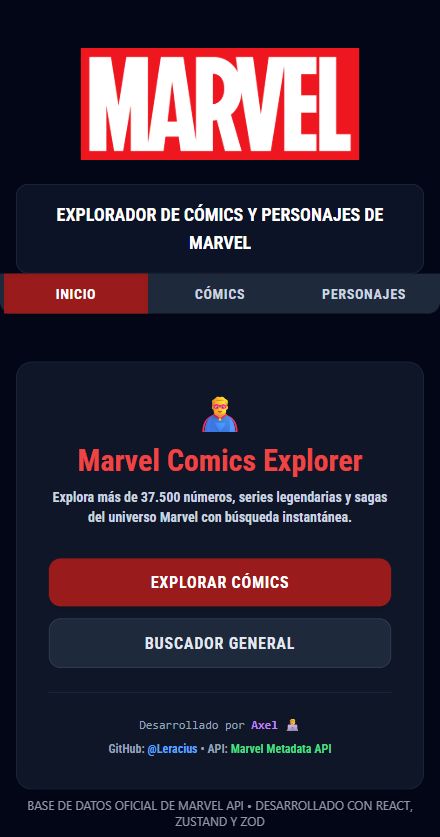 MARVEL
EXPLORADOR DE CÓMICS Y PERSONAJES DE
MARVEL
INICIO
CÓMICS
PERSONAJES
Marvel Comics Explorer
Explora más de 37.500 números, series legendarias y sagas
del universo Marvel con búsqueda instantánea.
EXPLORAR CÓMICS
BUSCADOR GENERAL
Desarrollado por Axel
GitHub: @Leracius • API: Marvel Metadata API
BASE DE DATOS OFICIAL DE MARVEL API • DESARROLLADO CON REACT,
ZUSTAND Y ZOD